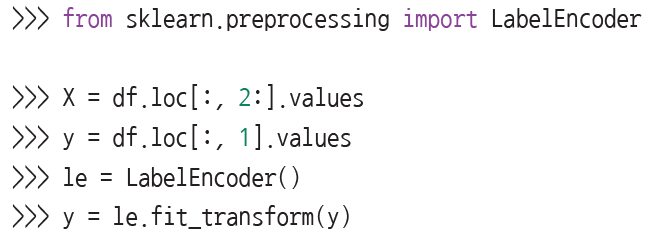 >>> from sklearn.preprocessing import LabelEncoder
>>> X = df.loc[:, 2:].values
>>> y = df.loc[:, 1].values
>>> le = LabelEncoder()
>>> y = le.fit_transform(y)